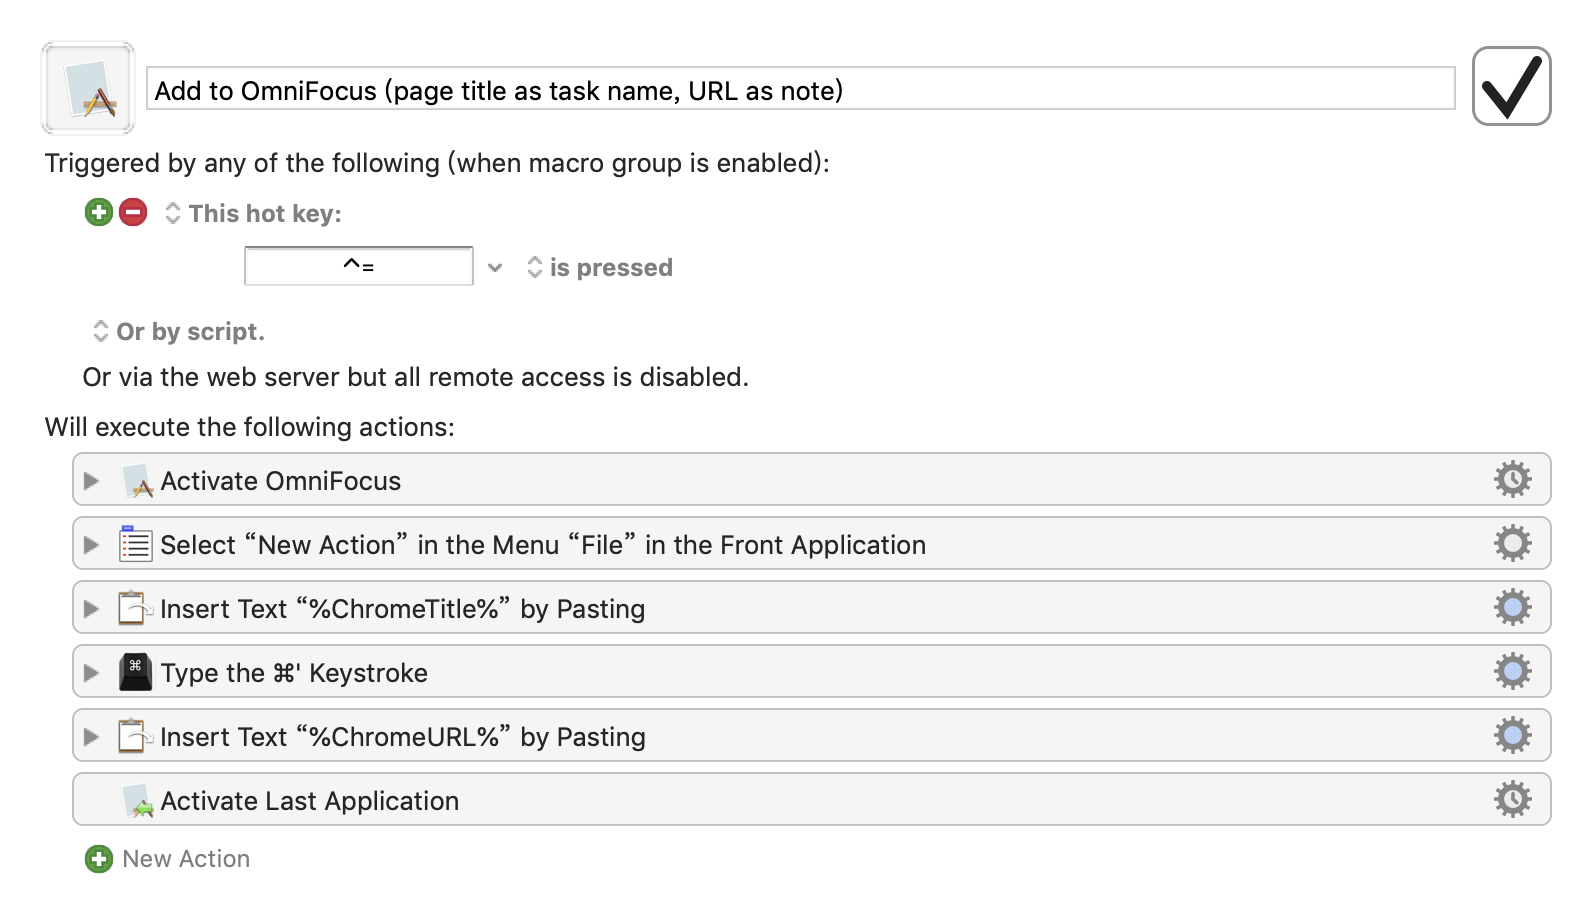 Add to OmniFocus (page title as task name, URL as note)
Triggered by any of the following (when macro group is enabled):
This hot key:
^=
is pressed
Or by script.
Or via the web server but all remote access is disabled.
Will execute the following actions:
Activate OmniFocus
Select “New Action” in the Menu “File” in the Front Application
Insert Text “%ChromeTitle%” by Pasting
⌘
Type the ⌘' Keystroke
Insert Text “%ChromeURL%” by Pasting
Activate Last Application
New Action